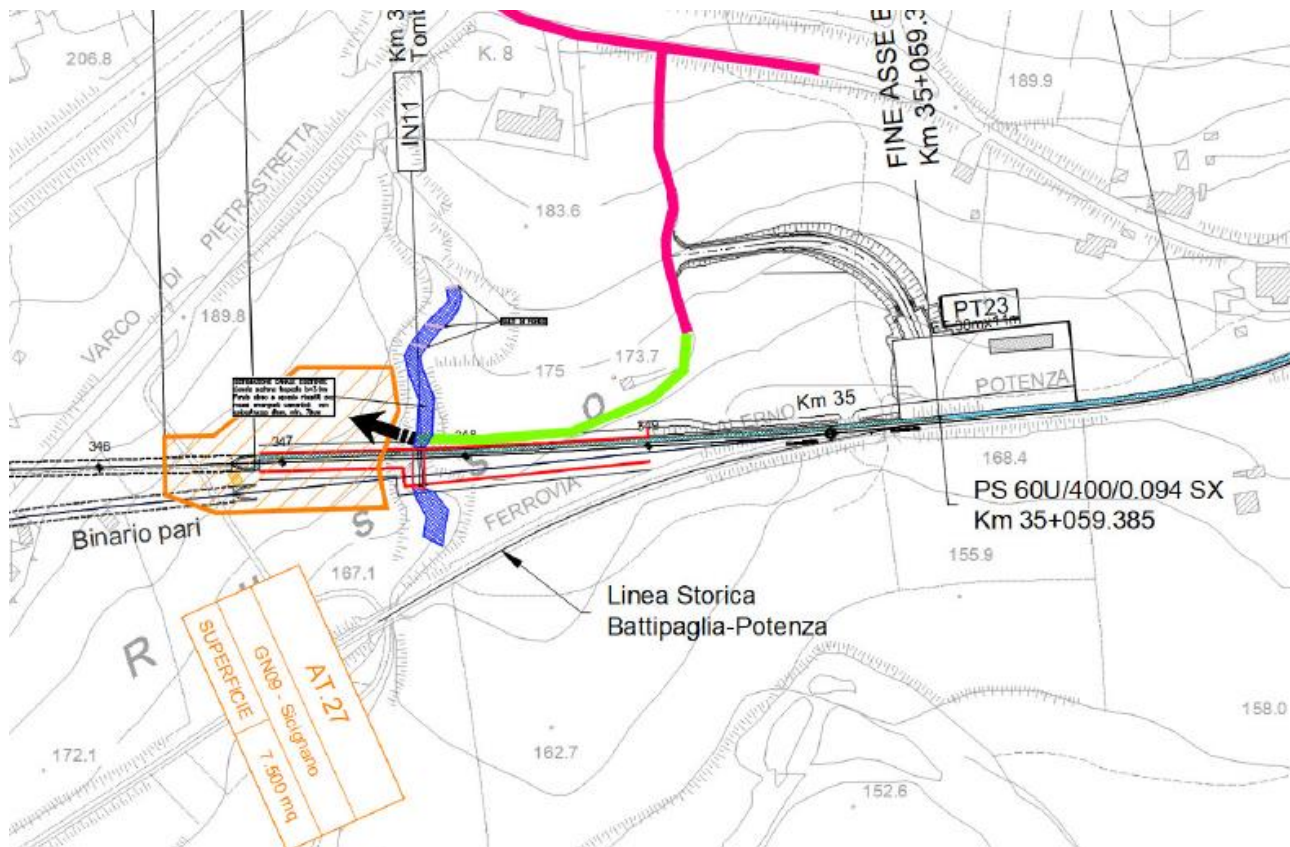 206.8
Km 3
Tomb
K. 8
IN11
FINE ASSE E
Km 35+059.3
189.9
VARCO DI PIETRASTRETTA
183.6
189.8
PT23
175
173.7
POTENZA
Km 35
346
347
348
349
168.4
FERROVIA
PS 60U/400/0.094 SX
Km 35+059.385
Binario pari
155.9
167.1
Linea Storica
Battipaglia-Potenza
R
S
S
O
AT.27
GN09 - Sicignano
SUPERFICIE 7.500 mq
158.0
172.1
162.7
152.6